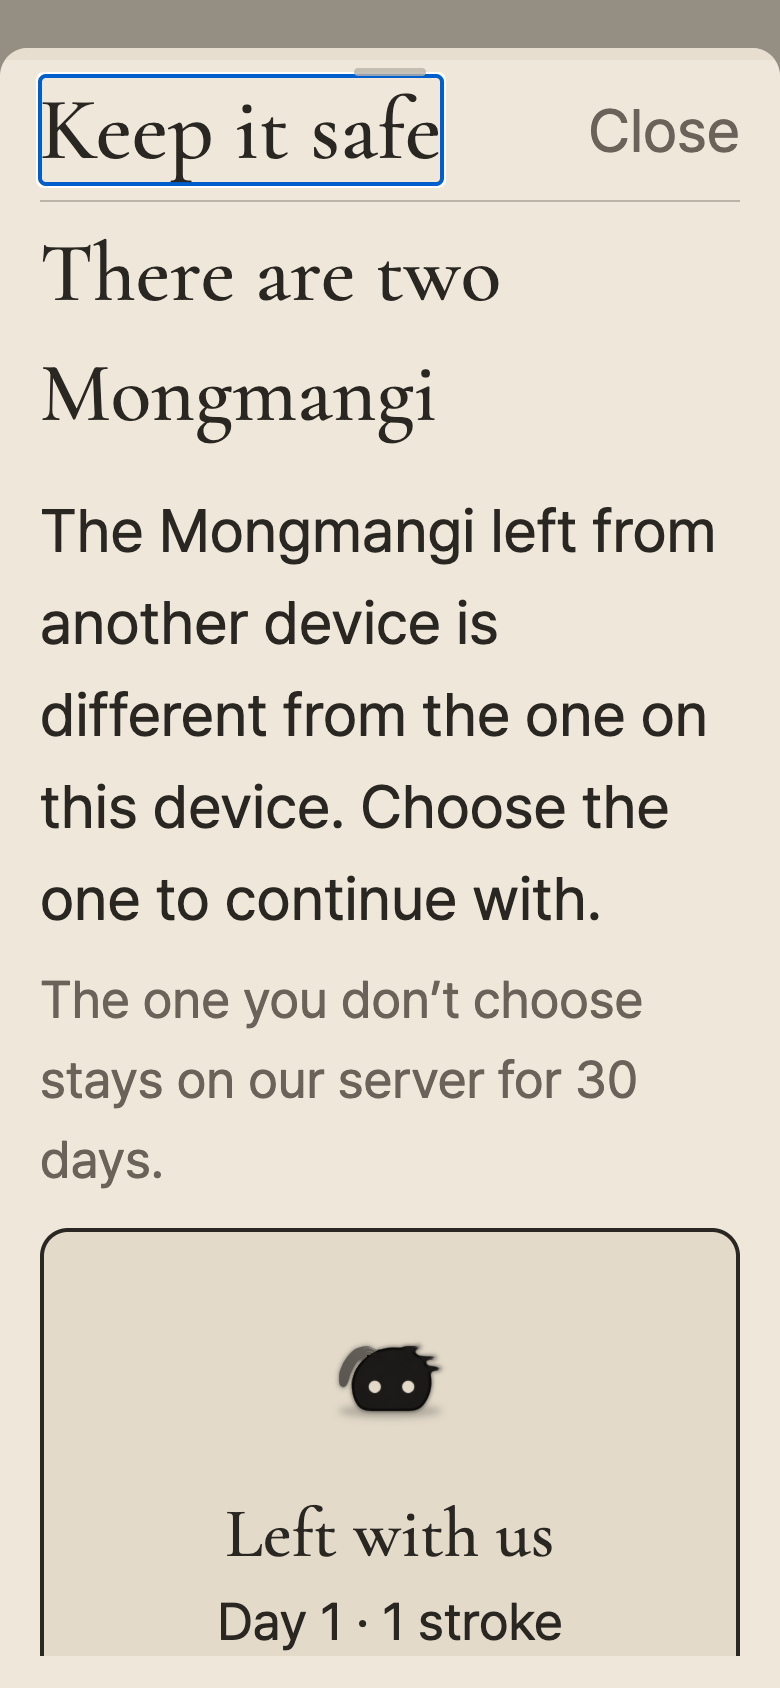 Keep it safe
Close
There are two
Mongmangi
The Mongmangi left from
another device is
different from the one on
this device. Choose the
one to continue with.
The one you don’t choose
stays on our server for 30
days.
Left with us
Day 1 · 1 stroke